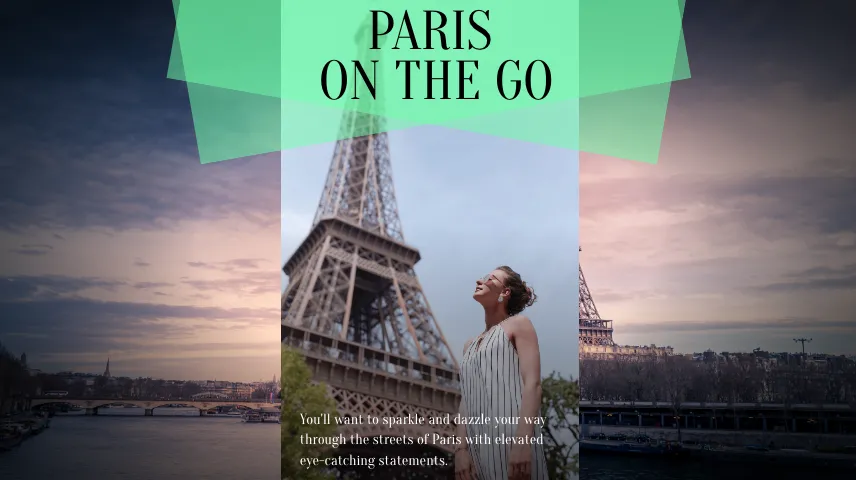 PARIS
ON THE GO
You'll want to sparkle and dazzle your way
through the streets of Paris with elevated
eye-catching statements.